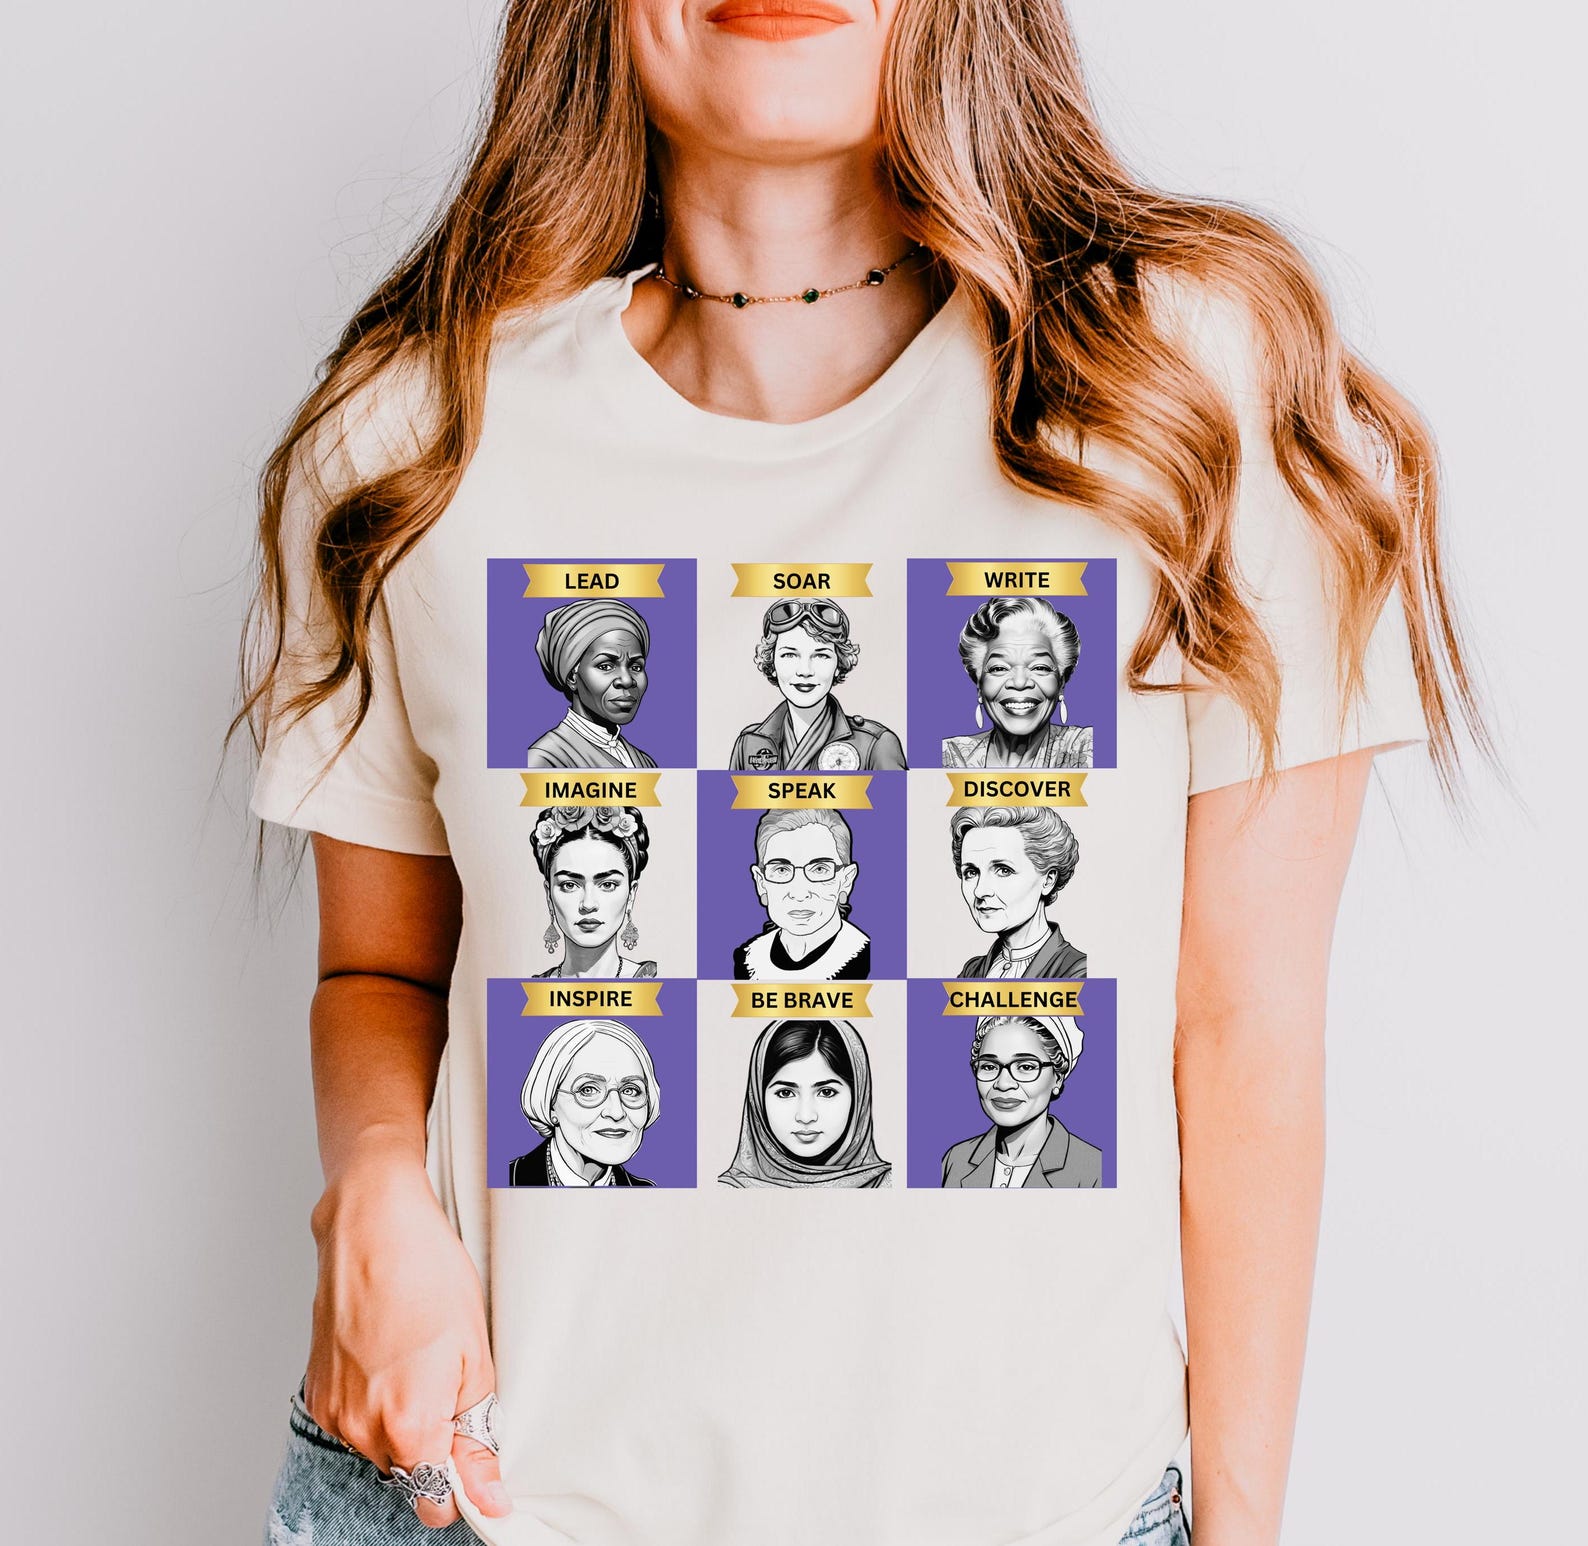 LEAD
SOAR
WRITE
IMAGINE
SPEAK
DISCOVER
INSPIRE
BE BRAVE
CHALLENGE